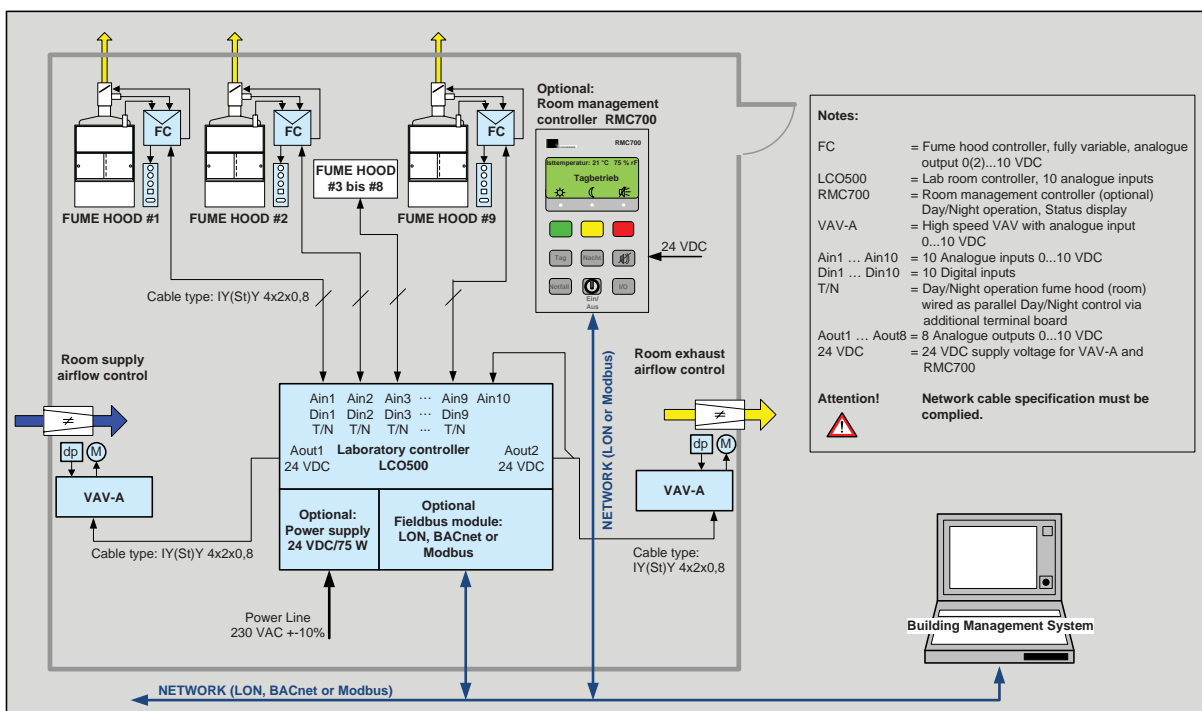 FC
FC
FC
FUME HOOD #1
FUME HOOD #2
FUME HOOD
#3 bis #8
FUME HOOD #9
Optional:
Room management
controller RMC700
RMC700
Isttemperatur: 21 °C 75 % rF
Tagbetrieb
Tag
Nacht
Notfall
I/O
Ein/
Aus
24 VDC
Cable type: IY(St)Y 4x2x0,8
Room supply
airflow control
≠
dp
M
VAV-A
Cable type: IY(St)Y 4x2x0,8
Ain1 Ain2 Ain3 ··· Ain9 Ain10
Din1 Din2 Din3 ··· Din9
T/N T/N T/N ... T/N
Aout1 Laboratory controller Aout2
24 VDC LCO500 24 VDC
Optional:
Power supply
24 VDC/75 W
Optional
Fieldbus module:
LON, BACnet or
Modbus
Power Line
230 VAC +-10%
Room exhaust
airflow control
≠
dp
M
VAV-A
Cable type:
IY(St)Y 4x2x0,8
NETWORK (LON or Modbus)
NETWORK (LON, BACnet or Modbus)
Notes:
FC = Fume hood controller, fully variable, analogue
output 0(2)...10 VDC
LCO500 = Lab room controller, 10 analogue inputs
RMC700 = Room management controller (optional)
Day/Night operation, Status display
VAV-A = High speed VAV with analogue input
0...10 VDC
Ain1 … Ain10 = 10 Analogue inputs 0...10 VDC
Din1 … Din10 = 10 Digital inputs
T/N = Day/Night operation fume hood (room)
wired as parallel Day/Night control via
additional terminal board
Aout1 … Aout8 = 8 Analogue outputs 0...10 VDC
24 VDC = 24 VDC supply voltage for VAV-A and
RMC700
Attention! Network cable specification must be
complied.
Building Management System